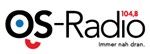 104,8
OS-Radio
Immer nah dran.